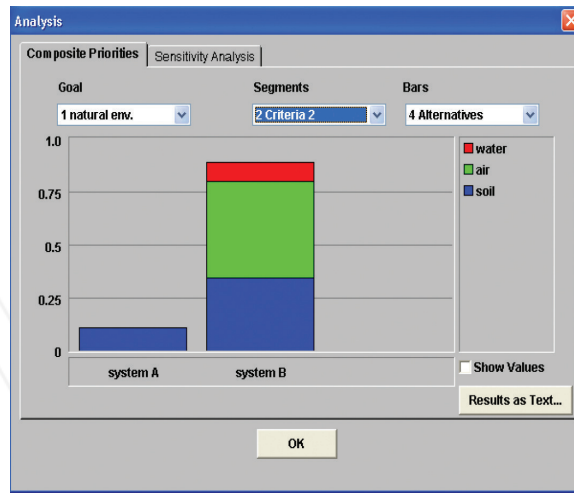 Analysis
Composite Priorities
Sensitivity Analysis
Goal
Segments
Bars
1 natural env.
2 Criteria 2
4 Alternatives
1.0
0.75
0.5
0.25
0
water
air
soil
system A
system B
Show Values
Results as Text...
OK